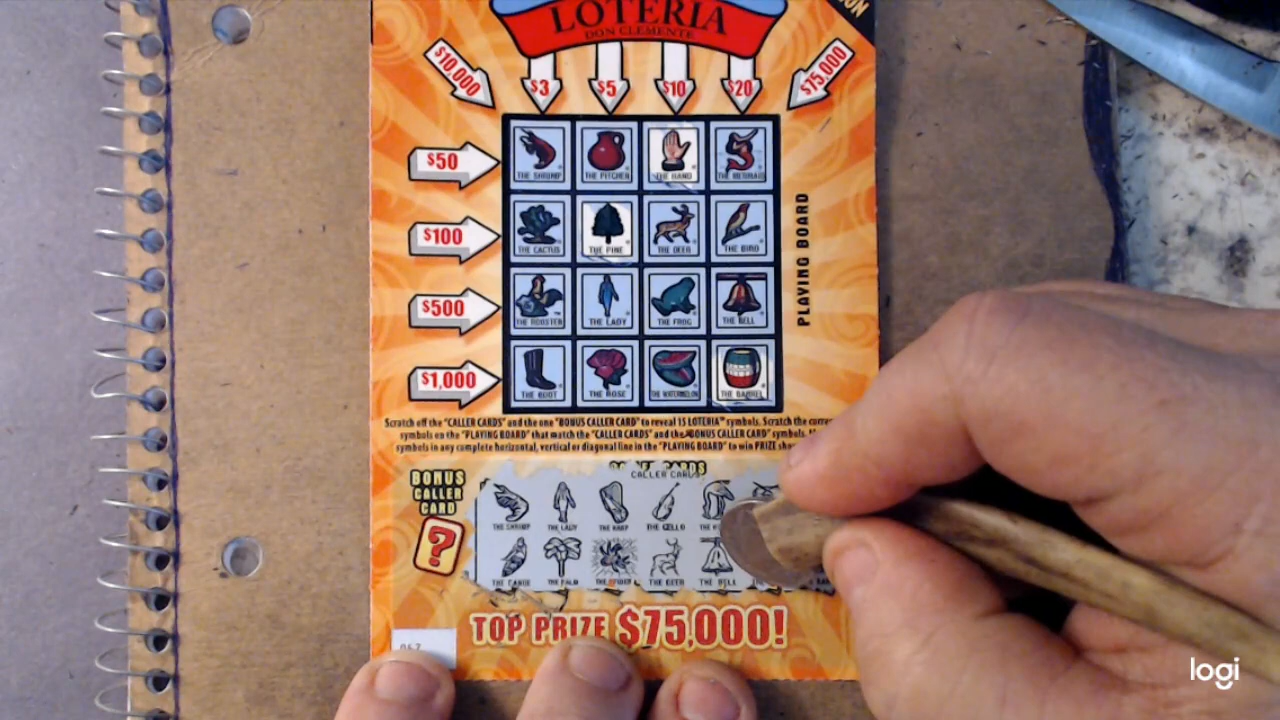 LOTERIA
DON CLEMENTE
$10,000 $3 $5 $10 $20 $75,000
$50
THE SHRIMP THE PITCHER THE HAND THE MERMAID
$100
THE CACTUS THE PINE THE DEER THE BIRD
$500
THE ROOSTER THE LADY THE FROG THE BELL
$1,000
THE BOOT THE ROSE THE WATERMELON THE BARREL
PLAYING BOARD
Scratch off the "CALLER CARDS" and the one "BONUS CALLER CARD" to reveal 15 LOTERIA™ symbols. Scratch the
symbols on the "PLAYING BOARD" that match the "CALLER CARDS" and the "BONUS CALLER CARD" symbols.
symbols in any complete horizontal, vertical or diagonal line in the "PLAYING BOARD" to win PRIZE
BONUS
CALLER
CARD
?
CALLER CARDS
THE SHRIMP THE LADY THE HARP THE CELLO THE
THE CANOE THE PALM THE SPIDER THE DEER THE BELL
TOP PRIZE $75,000!
057
logi